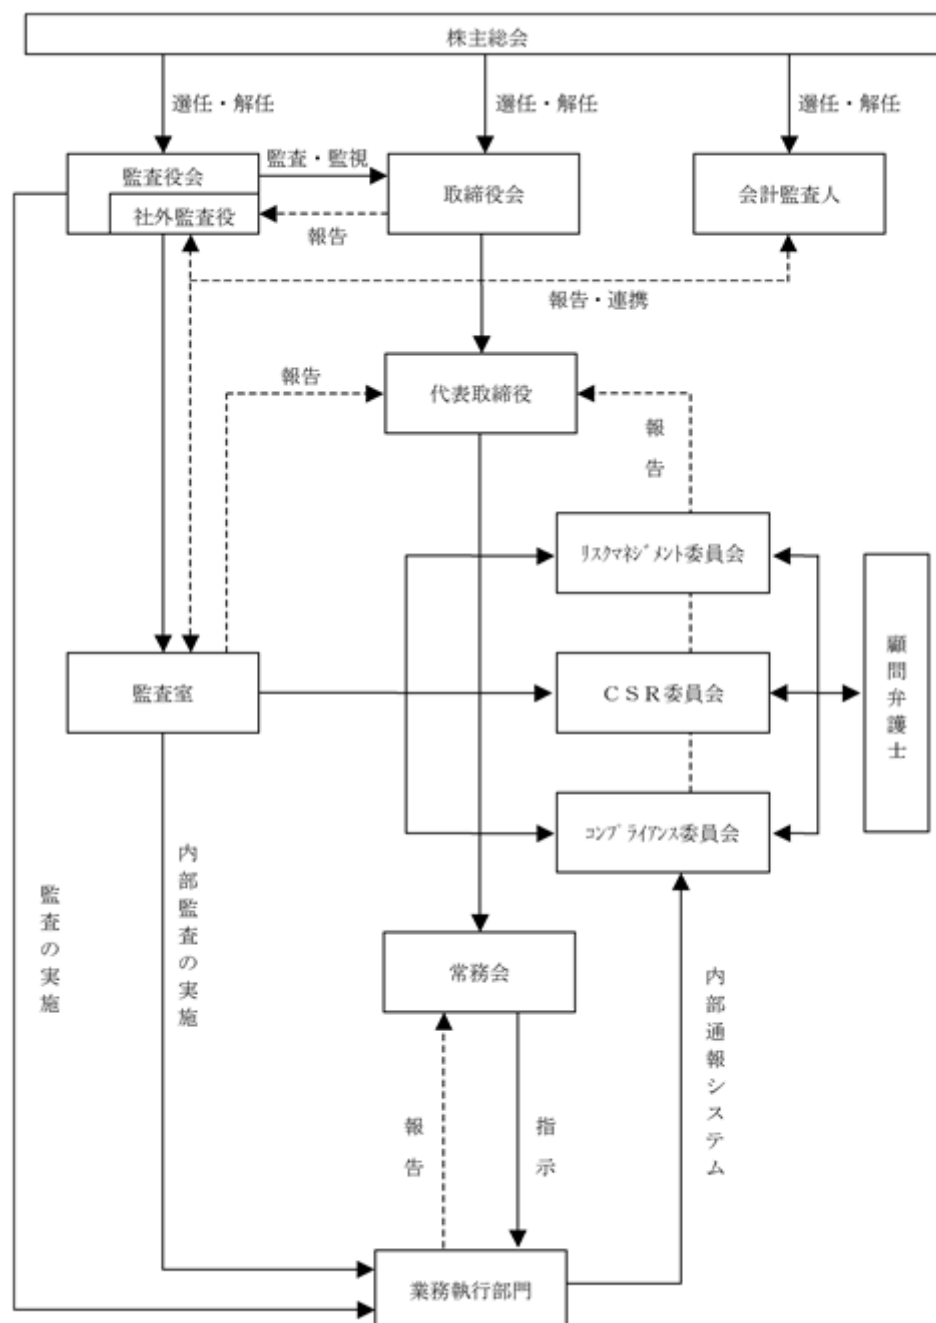 株主総会
選任・解任
選任・解任
選任・解任
監査役会
社外監査役
監査・監視
報告
取締役会
会計監査人
報告・連携
報告
代表取締役
報告
ﾘｽｸﾏﾈｼﾞﾒﾝﾄ委員会
顧問弁護士
監査室
ＣＳＲ委員会
ｺﾝﾌﾟﾗｲｱﾝｽ委員会
監査の実施
内部監査の実施
常務会
内部通報システム
報告
指示
業務執行部門